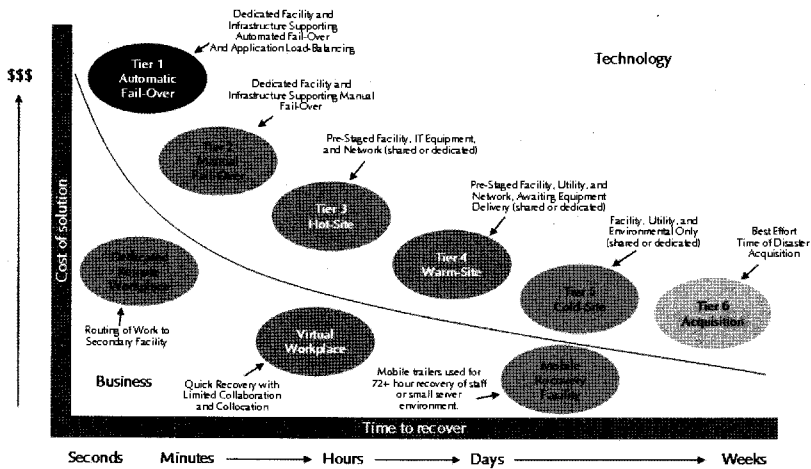 Dedicated Facility and
Infrastructure Supporting
Automated Fail-Over
And Application Load-Balancing
Technology
Tier 1
Automatic
Fail-Over
$$$
Dedicated Facility and
Infrastructure Supporting Manual
Fail-Over
Tier 2
Manual
Fail-Over
Pre-Staged Facility, IT Equipment,
and Network (shared or dedicated)
Tier 3
Hot-Site
Pre-Staged Facility, Utility, and
Network, Awaiting Equipment
Delivery (shared or dedicated)
Tier 4
Warm-Site
Facility, Utility, and
Environmental Only
(shared or dedicated)
Tier 5
Cold-Site
Best Effort
Time of Disaster
Acquisition
Tier 6
Acquisition
Cost of solution
Dedicated
Workplace
Routing of Work to
Secondary Facility
Virtual
Workplace
Quick Recovery with
Limited Collaboration
and Collocation
Mobile trailers used for
72+ hour recovery of staff
or small server
environment.
Mobile
Recovery
Facility
Business
Time to recover
Seconds Minutes Hours Days Weeks